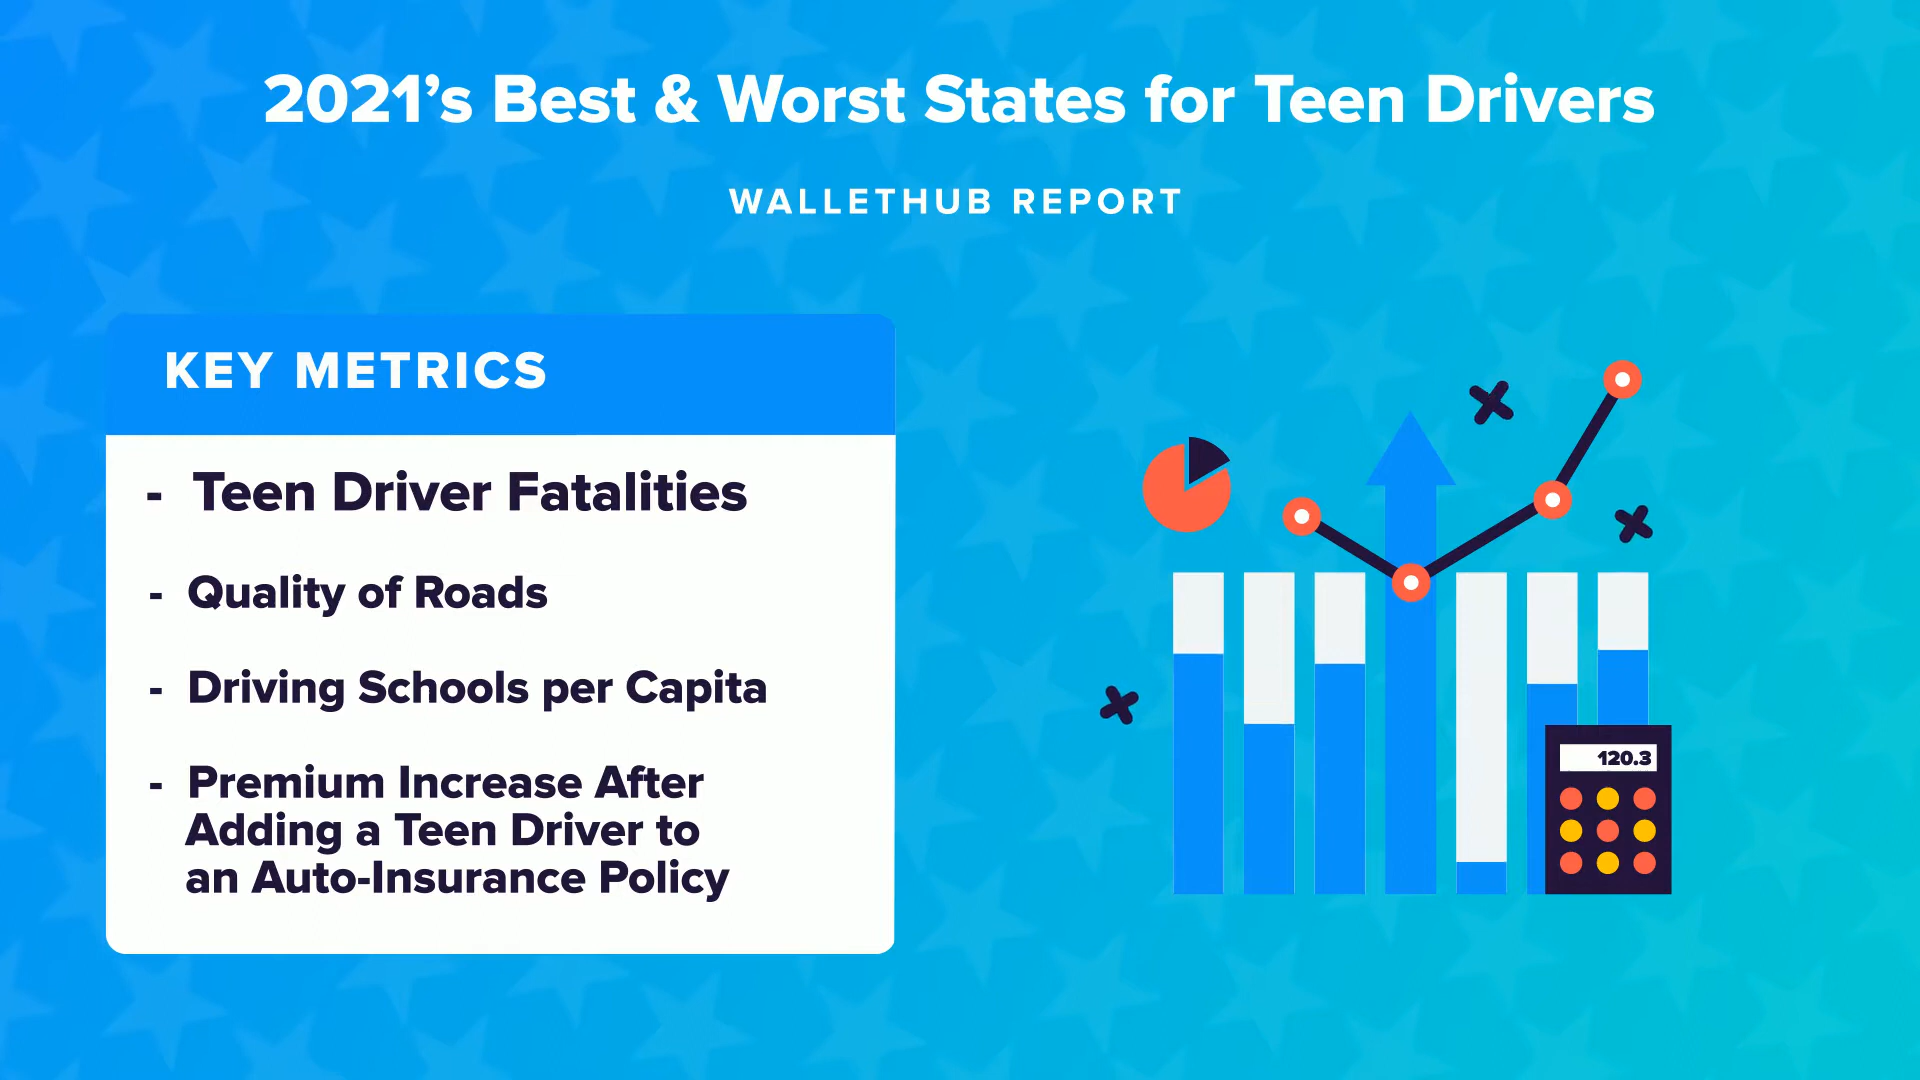 2021’s Best & Worst States for Teen Drivers
WALLETHUB REPORT
KEY METRICS
- Teen Driver Fatalities
- Quality of Roads
- Driving Schools per Capita
- Premium Increase After
Adding a Teen Driver to
an Auto-Insurance Policy
120.3